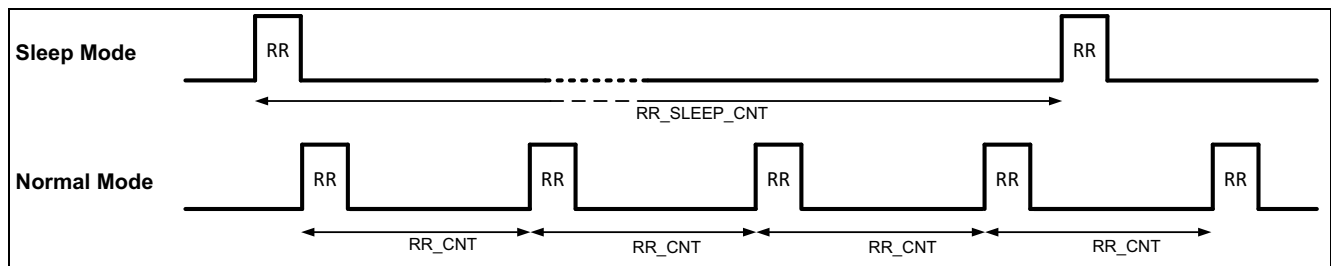 Sleep Mode
RR RR
RR_SLEEP_CNT
Normal Mode
RR RR RR RR RR
RR_CNT RR_CNT RR_CNT RR_CNT